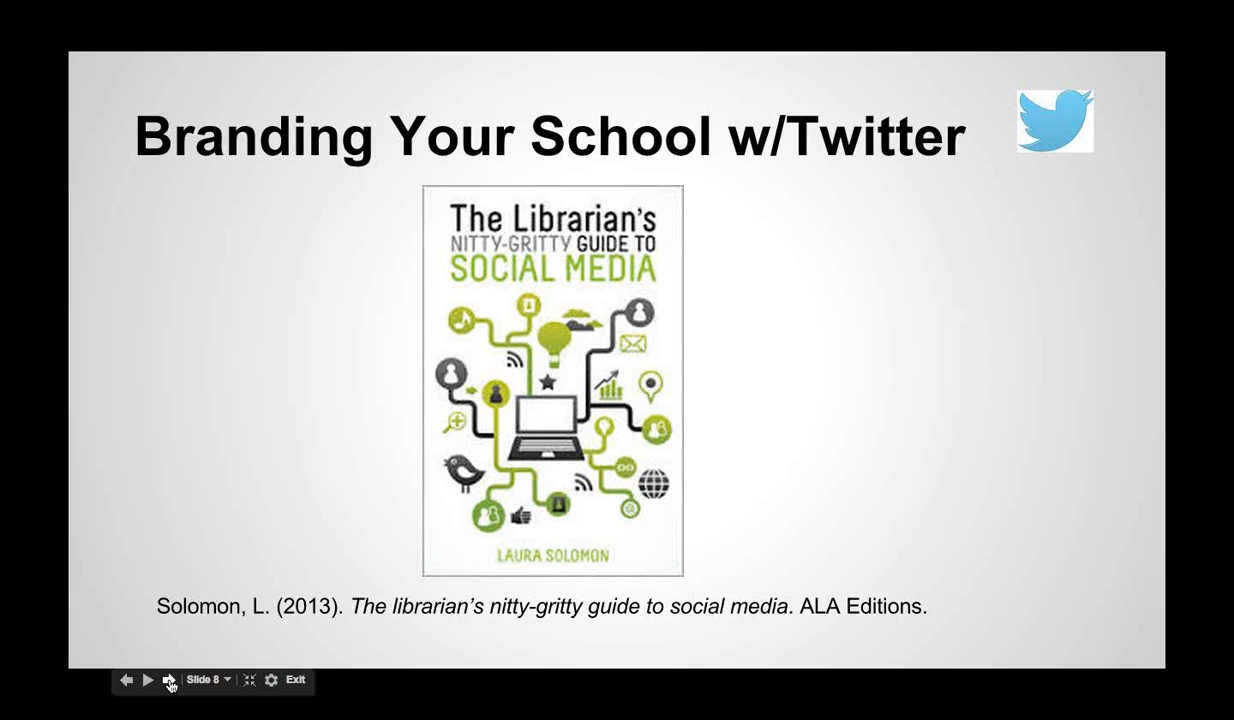 Branding Your School w/Twitter
The Librarian's
NITTY-GRITTY GUIDE TO
SOCIAL MEDIA
LAURA SOLOMON
Solomon, L. (2013). The librarian's nitty-gritty guide to social media. ALA Editions.
Slide 8
Exit